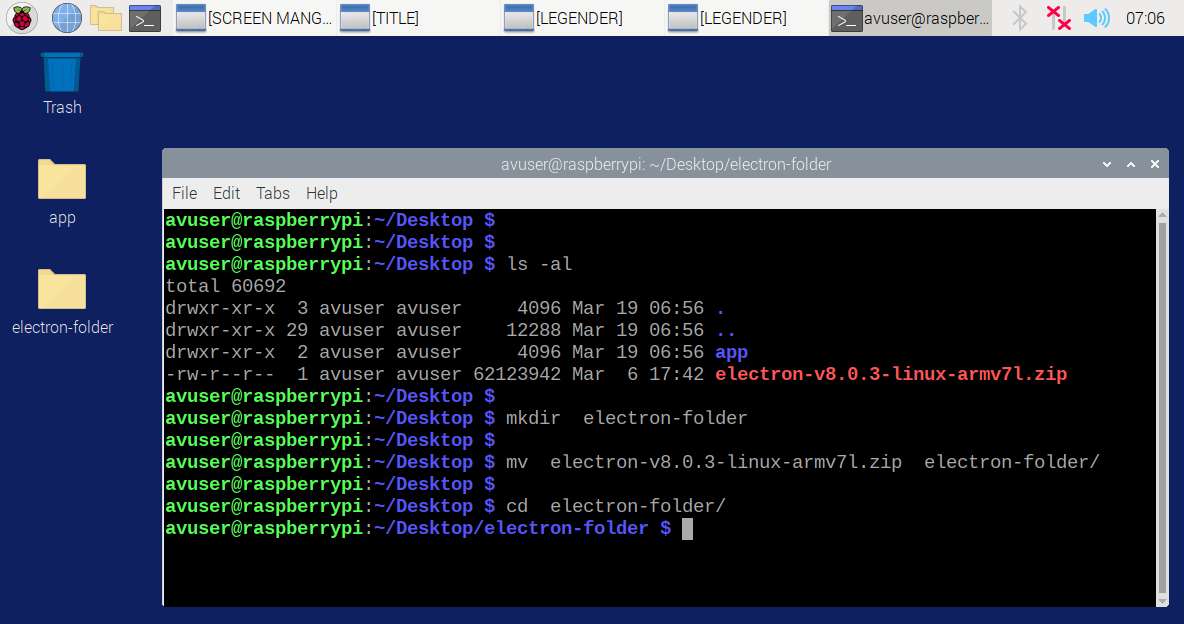 [SCREEN MANG... [TITLE] [LEGENDER] [LEGENDER] avuser@raspber... 07:06
Trash
app
electron-folder
avuser@raspberrypi: ~/Desktop/electron-folder
File Edit Tabs Help
avuser@raspberrypi:~/Desktop $
avuser@raspberrypi:~/Desktop $
avuser@raspberrypi:~/Desktop $ ls -al
total 60692
drwxr-xr-x  3 avuser avuser     4096 Mar 19 06:56 .
drwxr-xr-x 29 avuser avuser    12288 Mar 19 06:56 ..
drwxr-xr-x  2 avuser avuser     4096 Mar 19 06:56 app
-rw-r--r--  1 avuser avuser 62123942 Mar  6 17:42 electron-v8.0.3-linux-armv7l.zip
avuser@raspberrypi:~/Desktop $
avuser@raspberrypi:~/Desktop $ mkdir  electron-folder
avuser@raspberrypi:~/Desktop $
avuser@raspberrypi:~/Desktop $ mv  electron-v8.0.3-linux-armv7l.zip  electron-folder/
avuser@raspberrypi:~/Desktop $
avuser@raspberrypi:~/Desktop $ cd  electron-folder/
avuser@raspberrypi:~/Desktop/electron-folder $